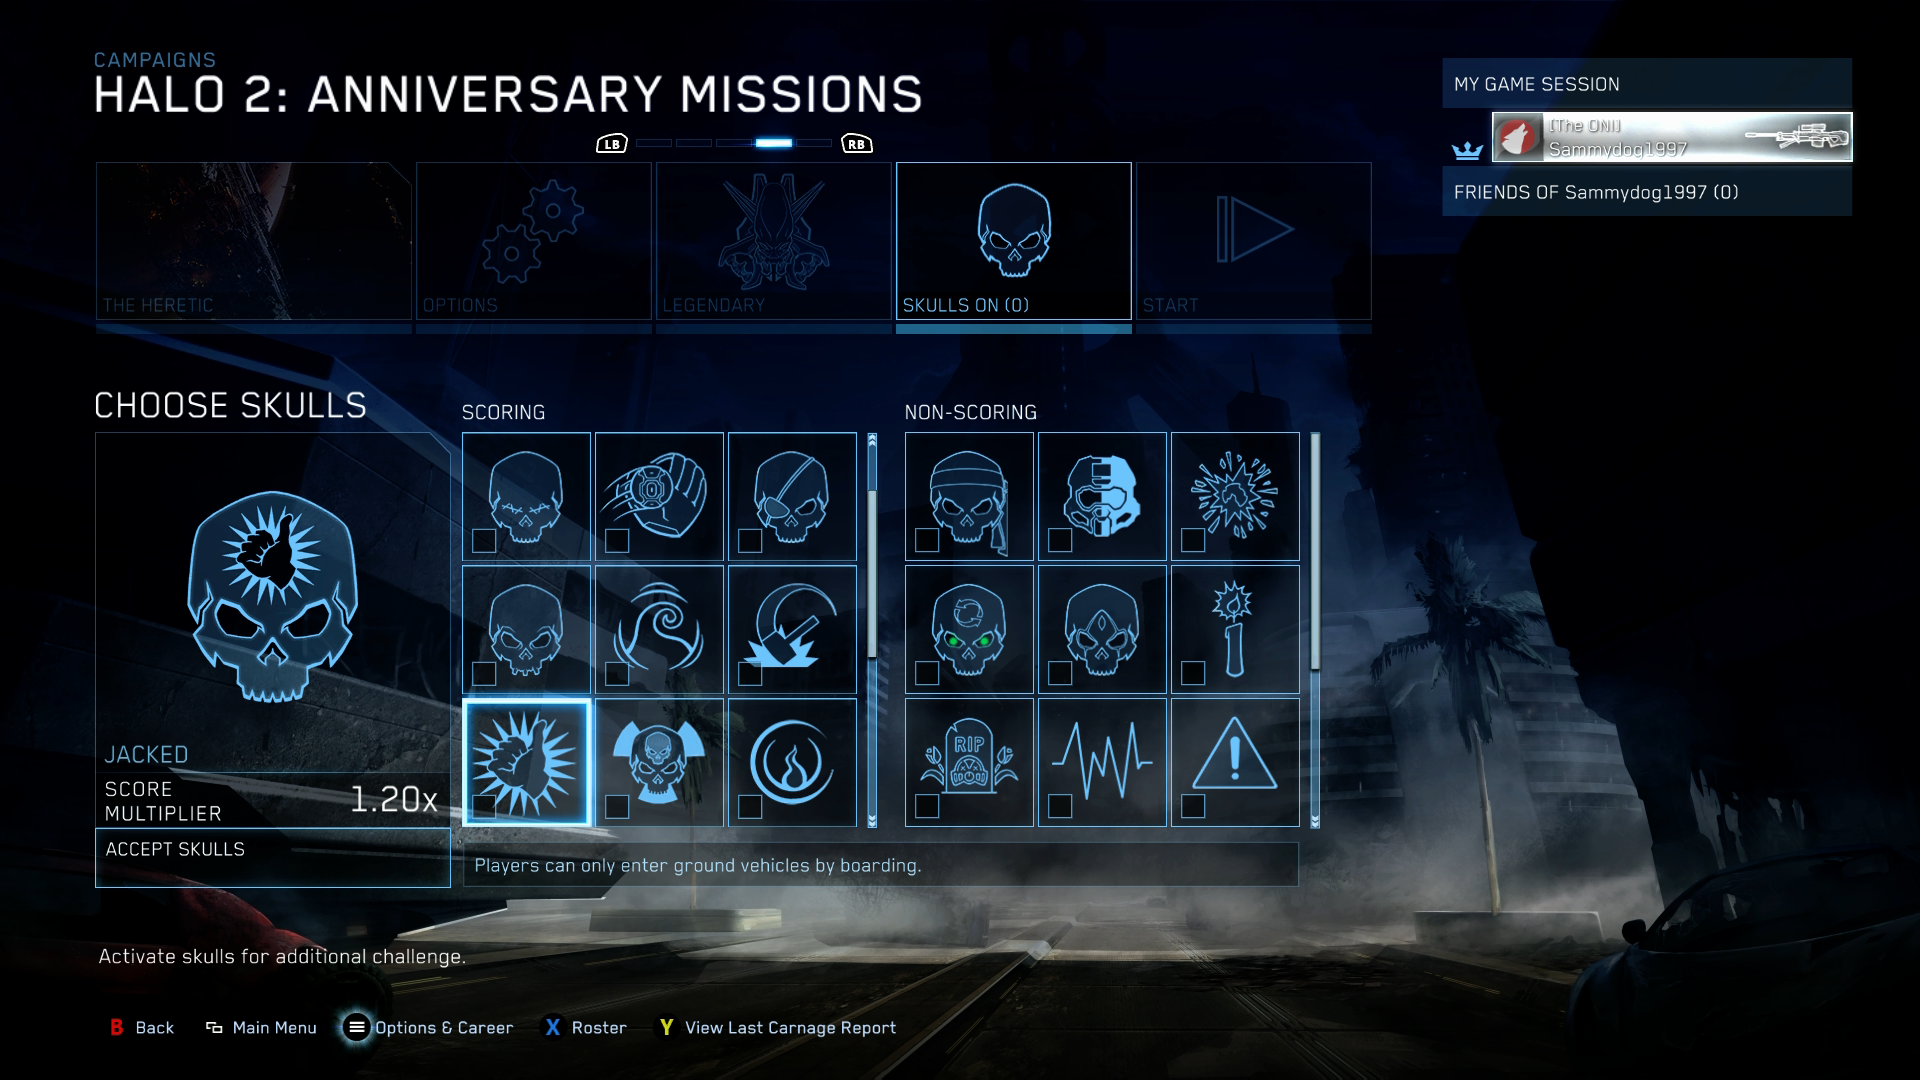 CAMPAIGNS
HALO 2: ANNIVERSARY MISSIONS
LB
RB
THE HERETIC
OPTIONS
LEGENDARY
SKULLS ON (0)
START
MY GAME SESSION
[The ONI]
Sammydog1997
FRIENDS OF Sammydog1997 (0)
CHOOSE SKULLS
SCORING
NON-SCORING
RIP
JACKED
SCORE
MULTIPLIER
1.20x
ACCEPT SKULLS
Players can only enter ground vehicles by boarding.
Activate skulls for additional challenge.
B Back
Main Menu
Options & Career
X Roster
Y View Last Carnage Report